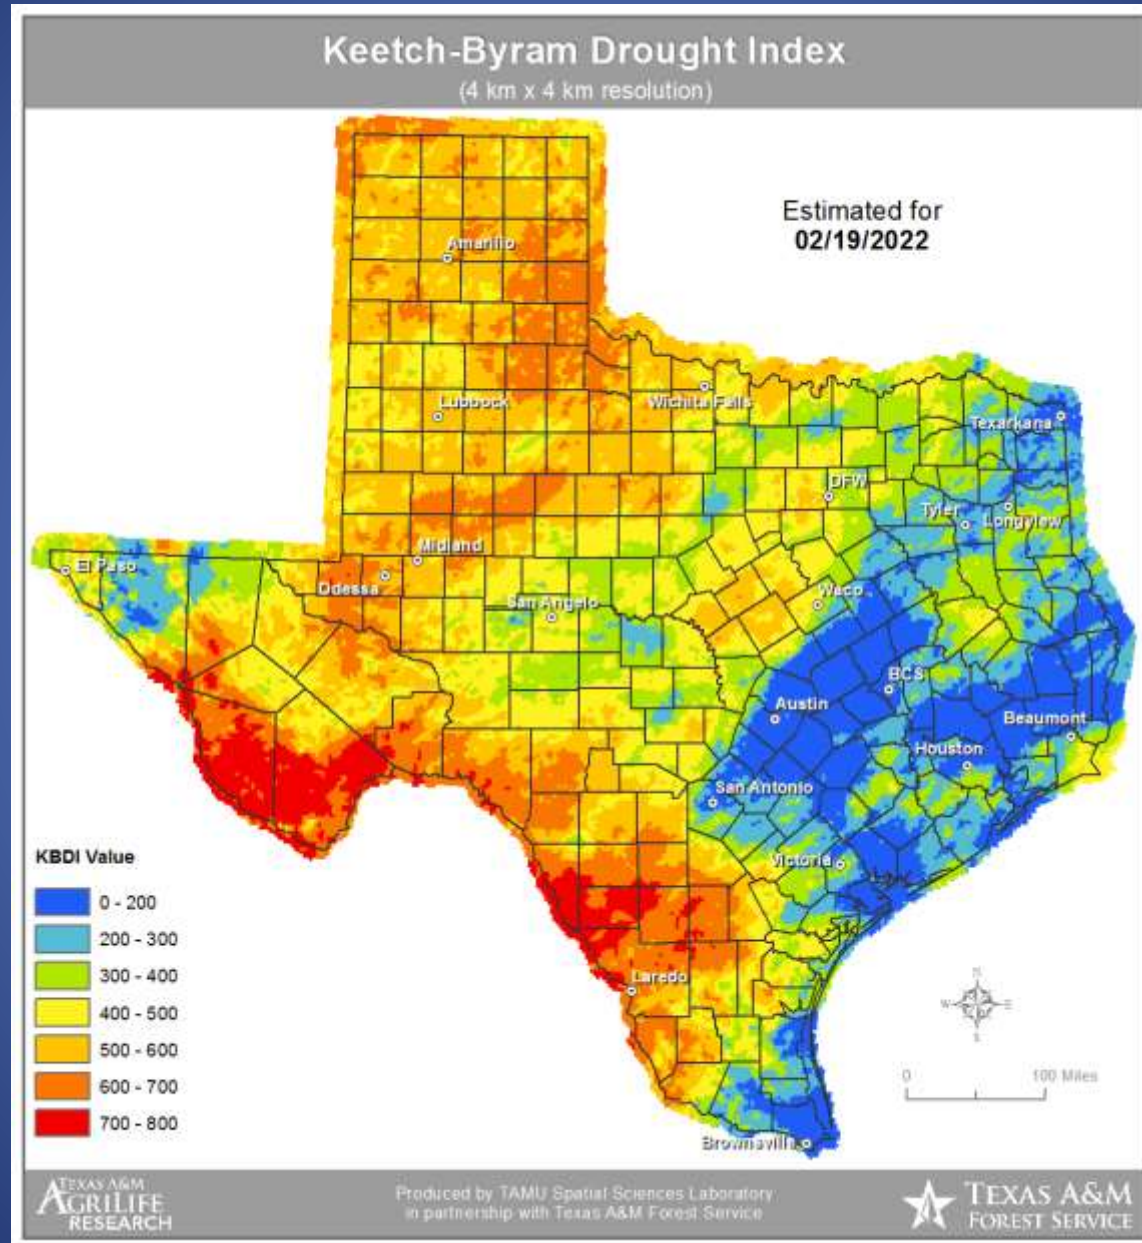 Keetch-Byram Drought Index
(4 km x 4 km resolution)
Estimated for
02/19/2022
Amarillo
Lubbock
Wichita Falls
Texarkana
DFW
Tyler
Longview
Midland
El Paso
Odessa
San Angelo
Waco
BCS
Austin
Beaumont
Houston
San Antonio
Victoria
Laredo
Brownsville
KBDI Value
0 - 200
200 - 300
300 - 400
400 - 500
500 - 600
600 - 700
700 - 800
N
W E
S
0 100 Miles
TEXAS A&M
AGRILIFE
RESEARCH
Produced by TAMU Spatial Sciences Laboratory
in partnership with Texas A&M Forest Service
TEXAS A&M
FOREST SERVICE